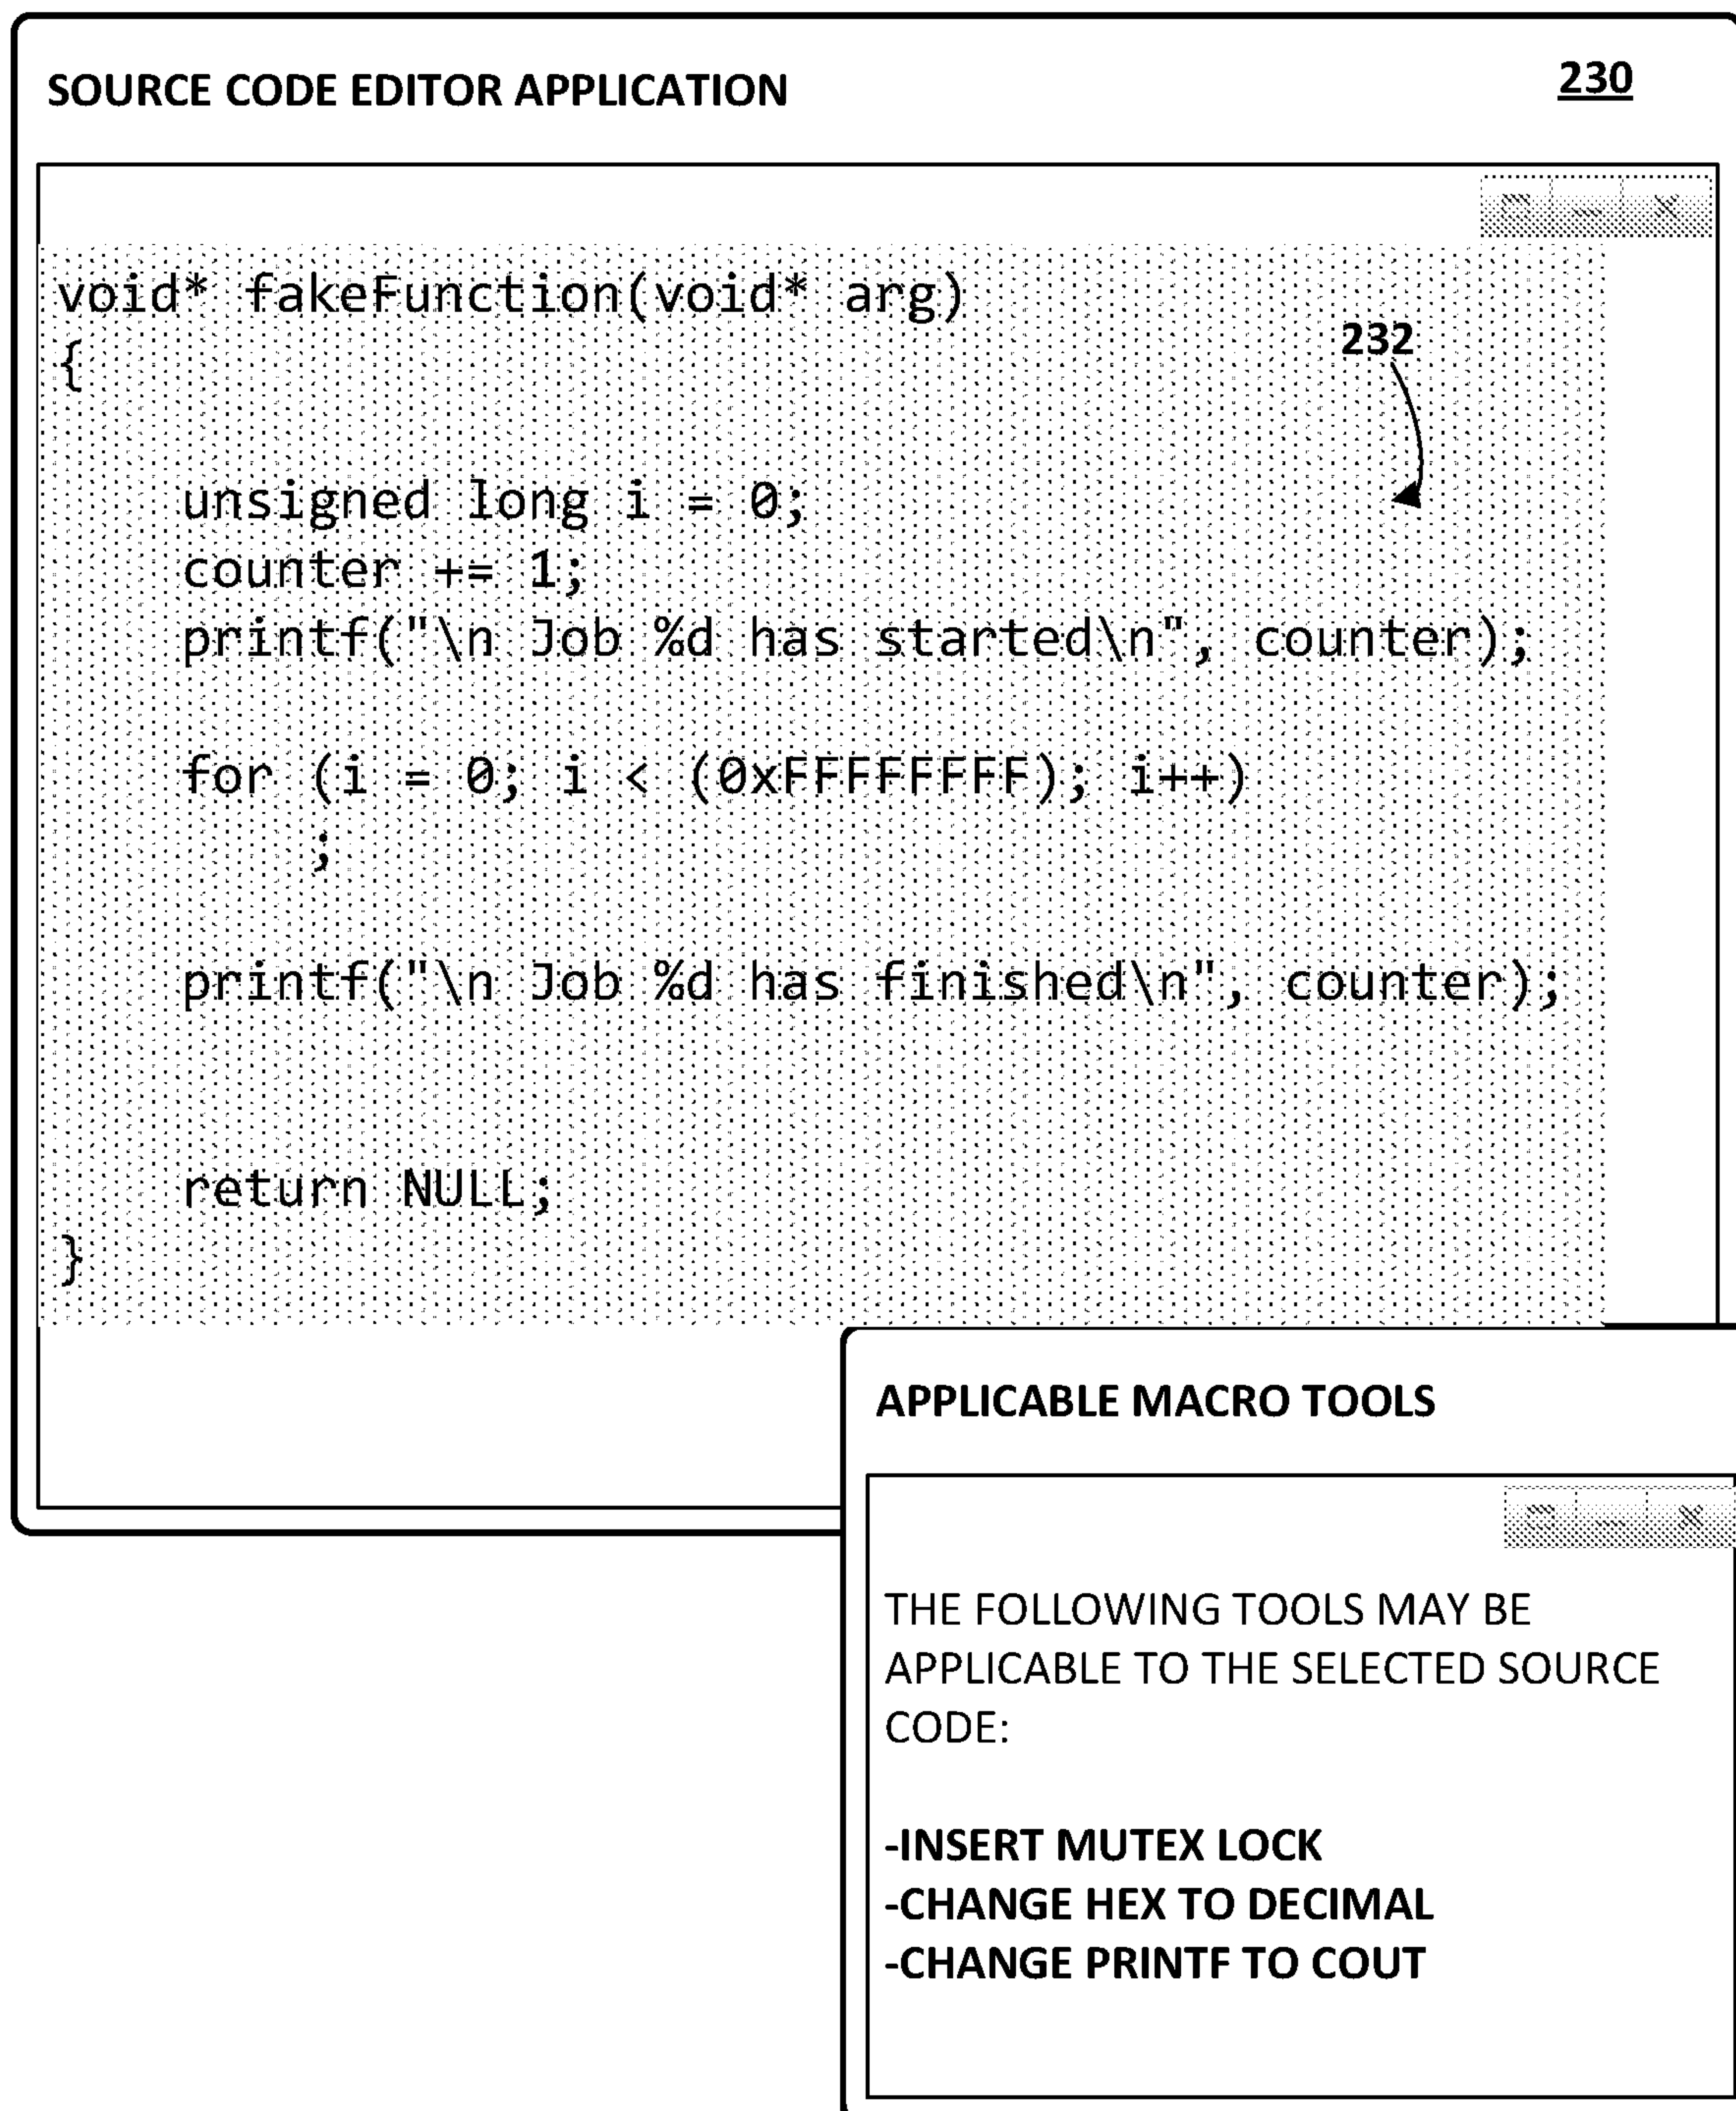 SOURCE CODE EDITOR APPLICATION
230
void* fakeFunction(void* arg)
{
232
    unsigned long i = 0;
    counter += 1;
    printf("\n Job %d has started\n", counter);
    for (i = 0; i < (0xFFFFFFFF); i++)
        ;
    printf("\n Job %d has finished\n", counter);
    return NULL;
}
APPLICABLE MACRO TOOLS
THE FOLLOWING TOOLS MAY BE
APPLICABLE TO THE SELECTED SOURCE
CODE:
-INSERT MUTEX LOCK
-CHANGE HEX TO DECIMAL
-CHANGE PRINTF TO COUT